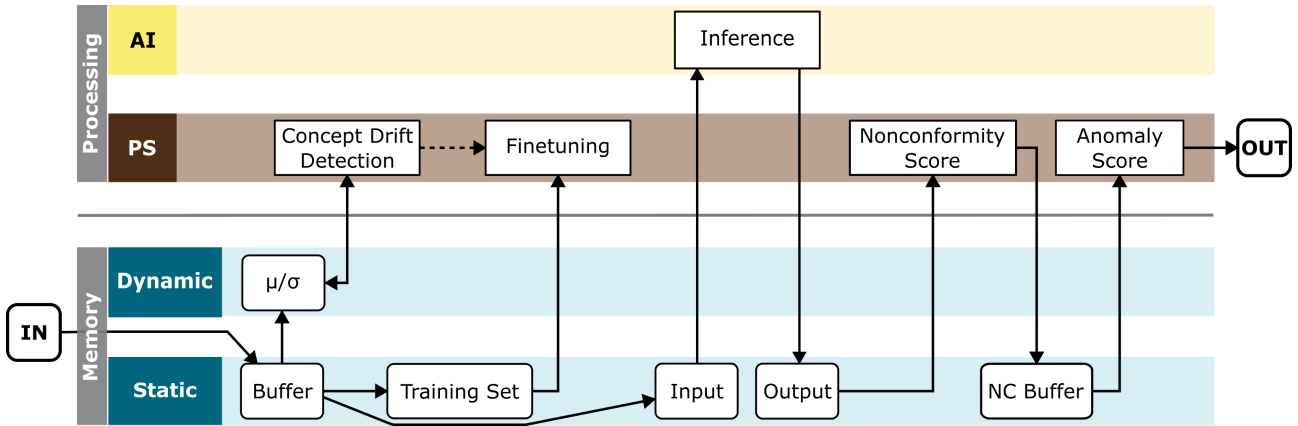 Processing
AI
Inference
PS
Concept Drift
Detection
Finetuning
Nonconformity
Score
Anomaly
Score
OUT
Memory
Dynamic
μ/σ
IN
Static
Buffer
Training Set
Input
Output
NC Buffer